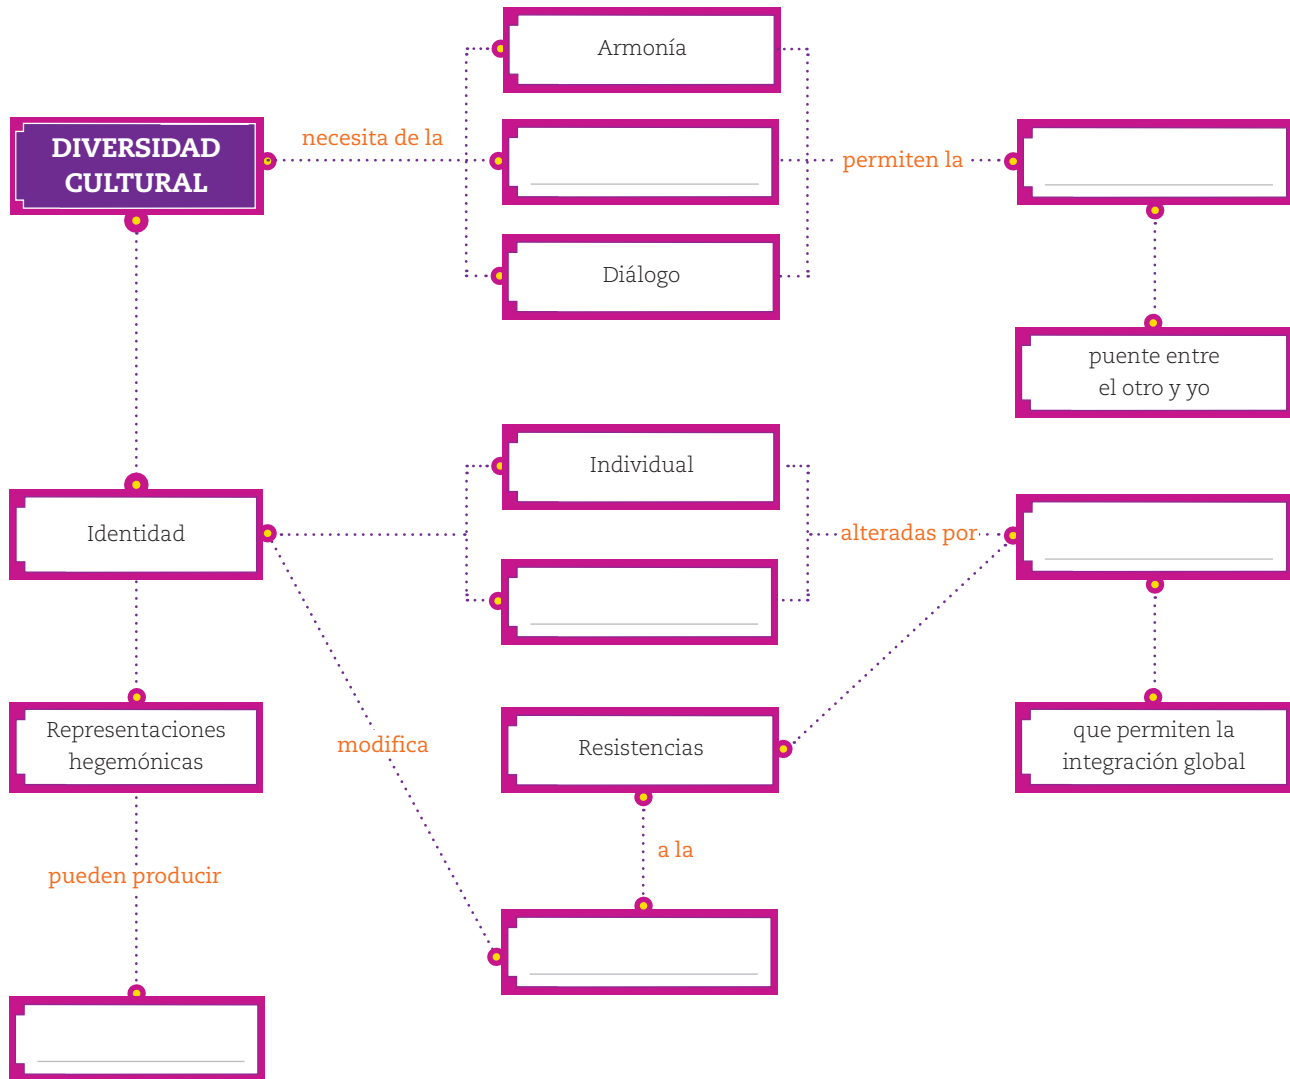 Armonía
DIVERSIDAD
CULTURAL
necesita de la
permiten la
Diálogo
puente entre
el otro y yo
Individual
Identidad
alteradas por
Representaciones
hegemónicas
modifica
Resistencias
que permiten la
integración global
a la
pueden producir